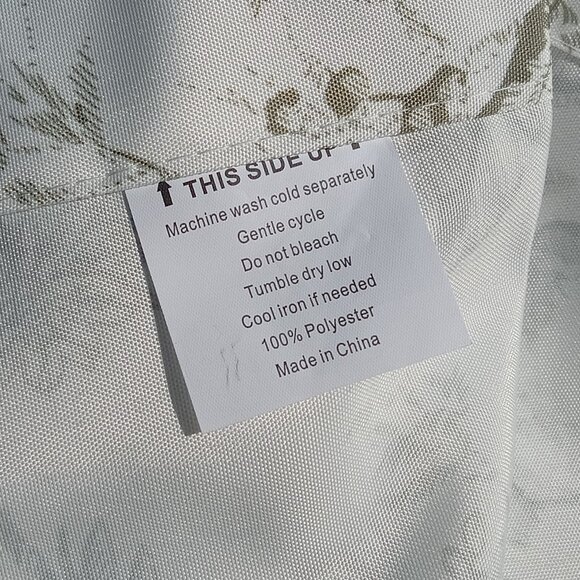 ↑ THIS SIDE UP ↑
Machine wash cold separately
Gentle cycle
Do not bleach
Tumble dry low
Cool iron if needed
100% Polyester
Made in China